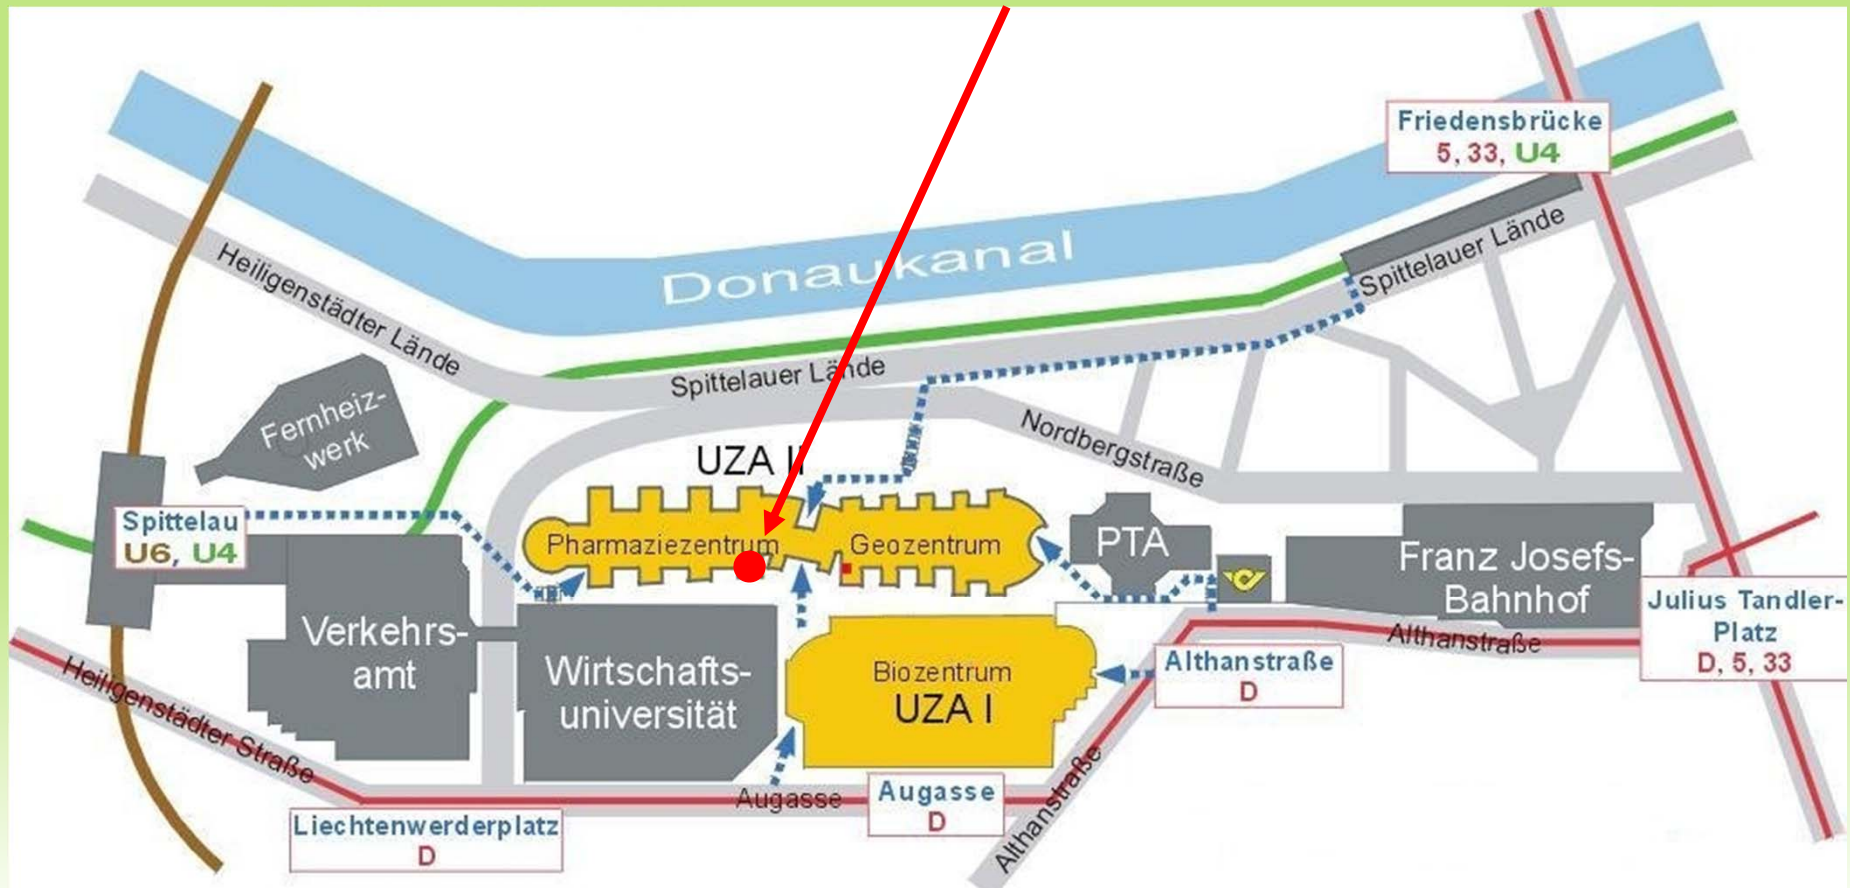 Friedensbrücke
5, 33, U4
Donaukanal
Spittelauer Lände
Heiligenstädter Lände
Spittelauer Lände
Fernheiz-
werk
Nordbergstraße
UZA II
Spittelau
U6, U4
Pharmaziezentrum
Geozentrum
PTA
Franz Josefs-
Bahnhof
Julius Tandler-
Platz
D, 5, 33
Verkehrs-
amt
Wirtschafts-
universität
Biozentrum
UZA I
Althanstraße
Althanstraße
D
Heiligenstädter Straße
Augasse
Augasse
D
Althanstraße
Liechtenwerderplatz
D